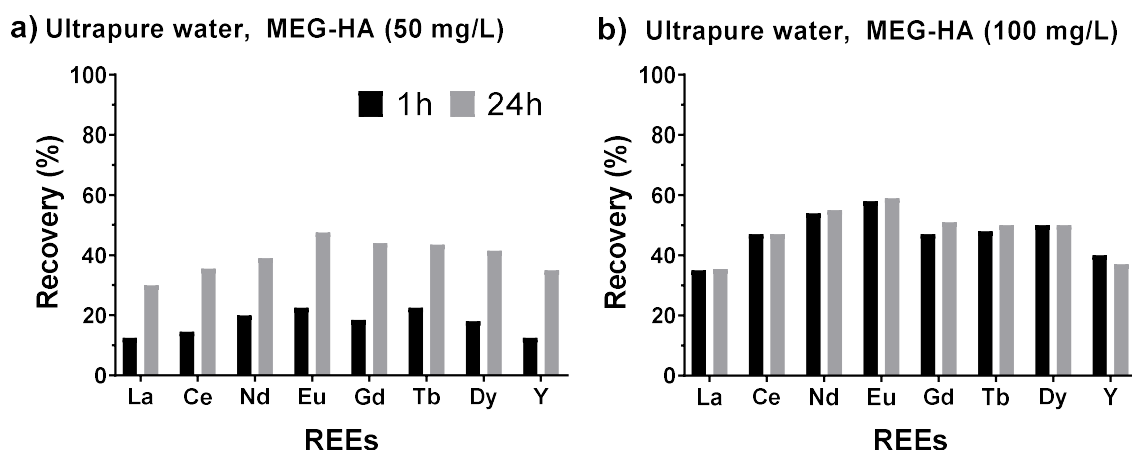 a) Ultrapure water, MEG-HA (50 mg/L)
100
80
60
40
20
0
Recovery (%)
1h 24h
La Ce Nd Eu Gd Tb Dy Y
REEs
b) Ultrapure water, MEG-HA (100 mg/L)
100
80
60
40
20
0
Recovery (%)
La Ce Nd Eu Gd Tb Dy Y
REEs